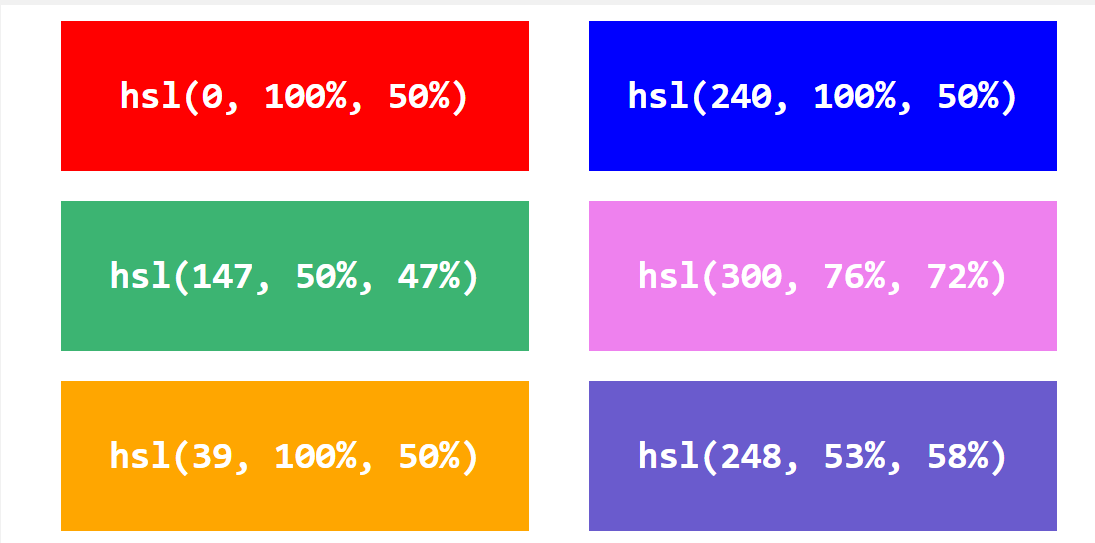 hsl(0, 100%, 50%)
hsl(240, 100%, 50%)
hsl(147, 50%, 47%)
hsl(300, 76%, 72%)
hsl(39, 100%, 50%)
hsl(248, 53%, 58%)